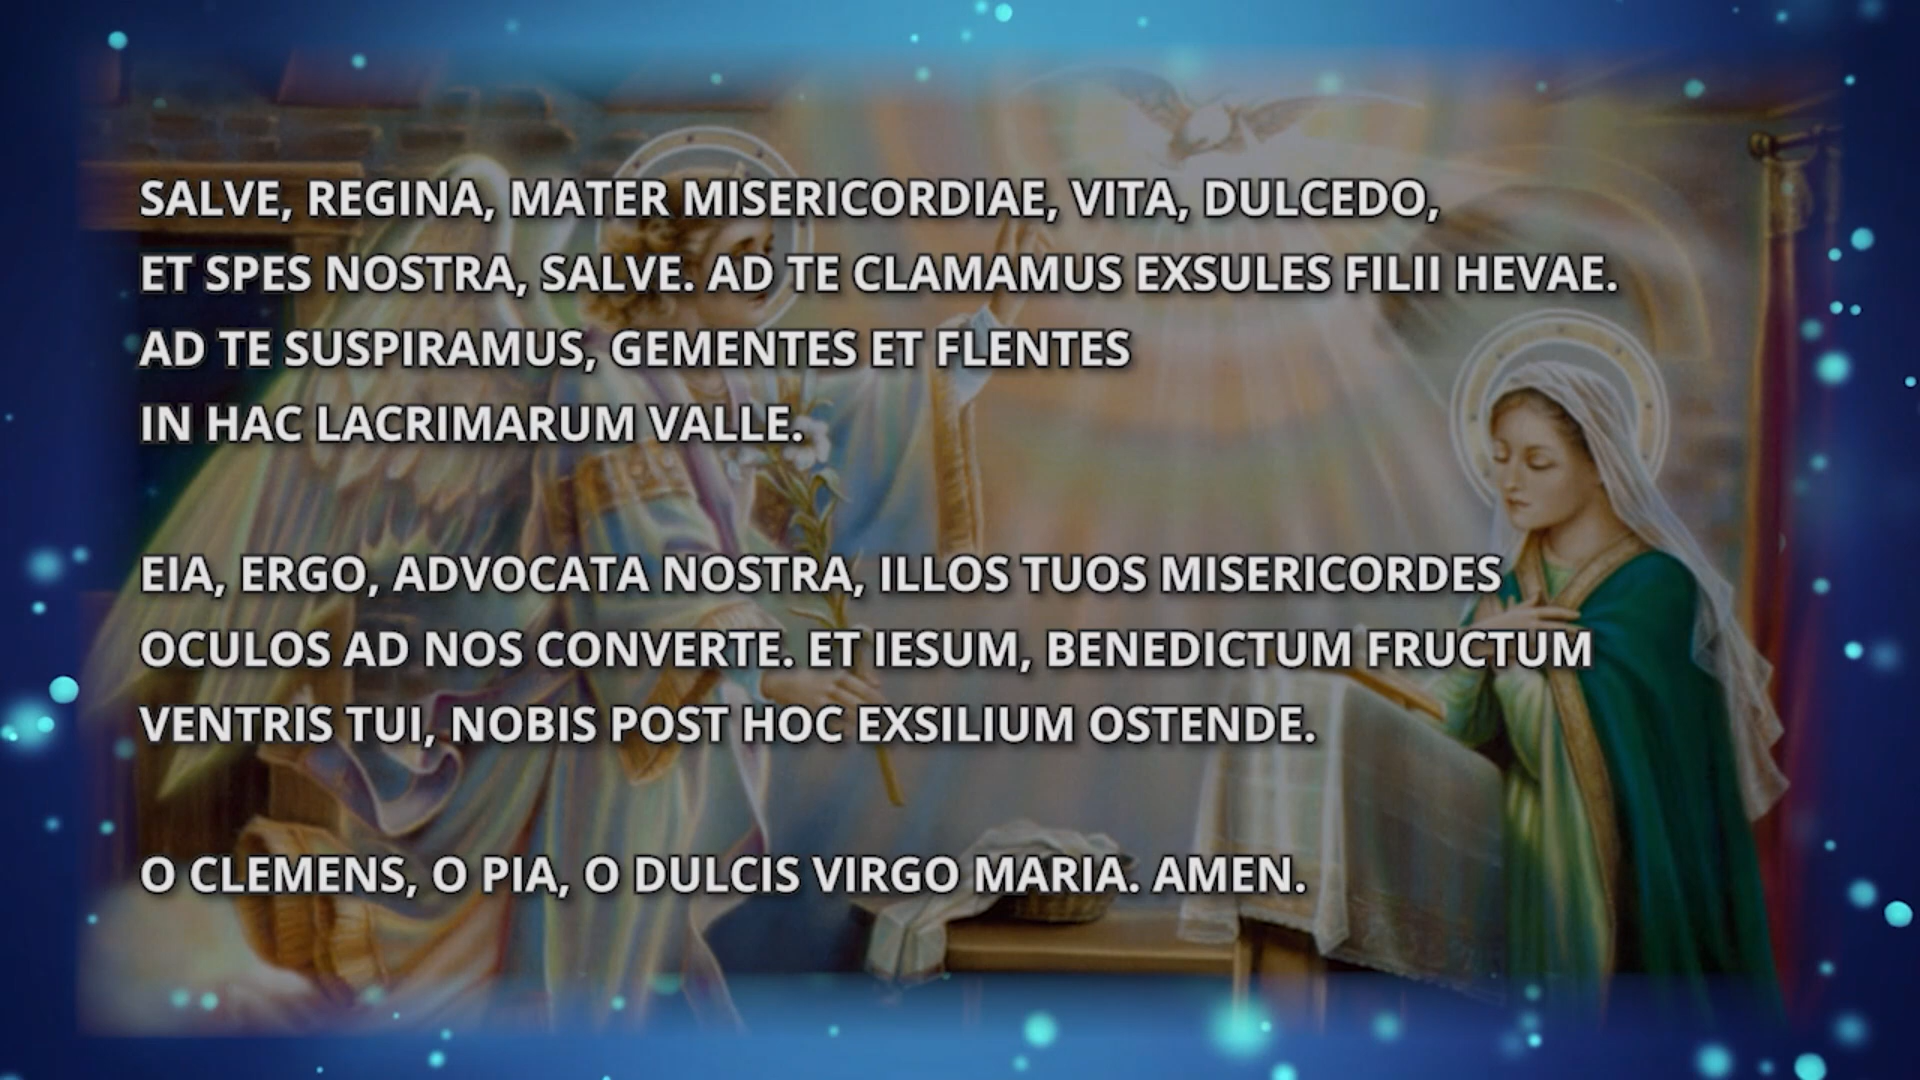 SALVE, REGINA, MATER MISERICORDIAE, VITA, DULCEDO,
ET SPES NOSTRA, SALVE. AD TE CLAMAMUS EXSULES FILII HEVAE.
AD TE SUSPIRAMUS, GEMENTES ET FLENTES
IN HAC LACRIMARUM VALLE.
EIA, ERGO, ADVOCATA NOSTRA, ILLOS TUOS MISERICORDES
OCULOS AD NOS CONVERTE. ET IESUM, BENEDICTUM FRUCTUM
VENTRIS TUI, NOBIS POST HOC EXSILIUM OSTENDE.
O CLEMENS, O PIA, O DULCIS VIRGO MARIA. AMEN.